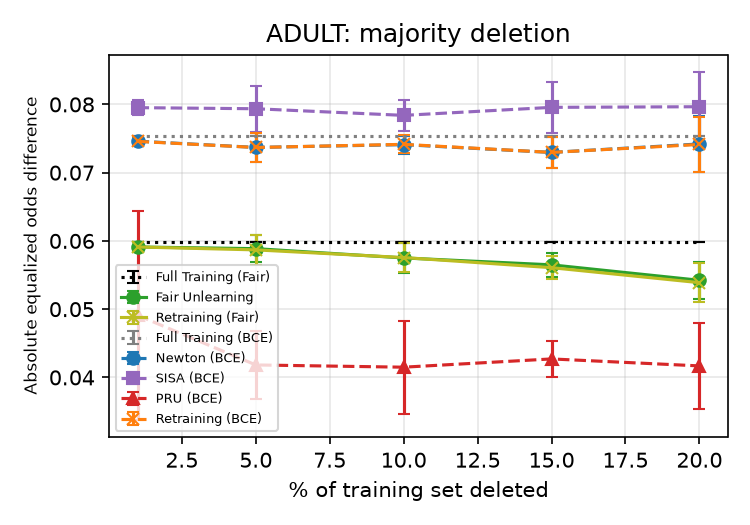 ADULT: majority deletion
Absolute equalized odds difference
0.08
0.07
0.06
0.05
0.04
Full Training (Fair)
Fair Unlearning
Retraining (Fair)
Full Training (BCE)
Newton (BCE)
SISA (BCE)
PRU (BCE)
Retraining (BCE)
2.5 5.0 7.5 10.0 12.5 15.0 17.5 20.0
% of training set deleted